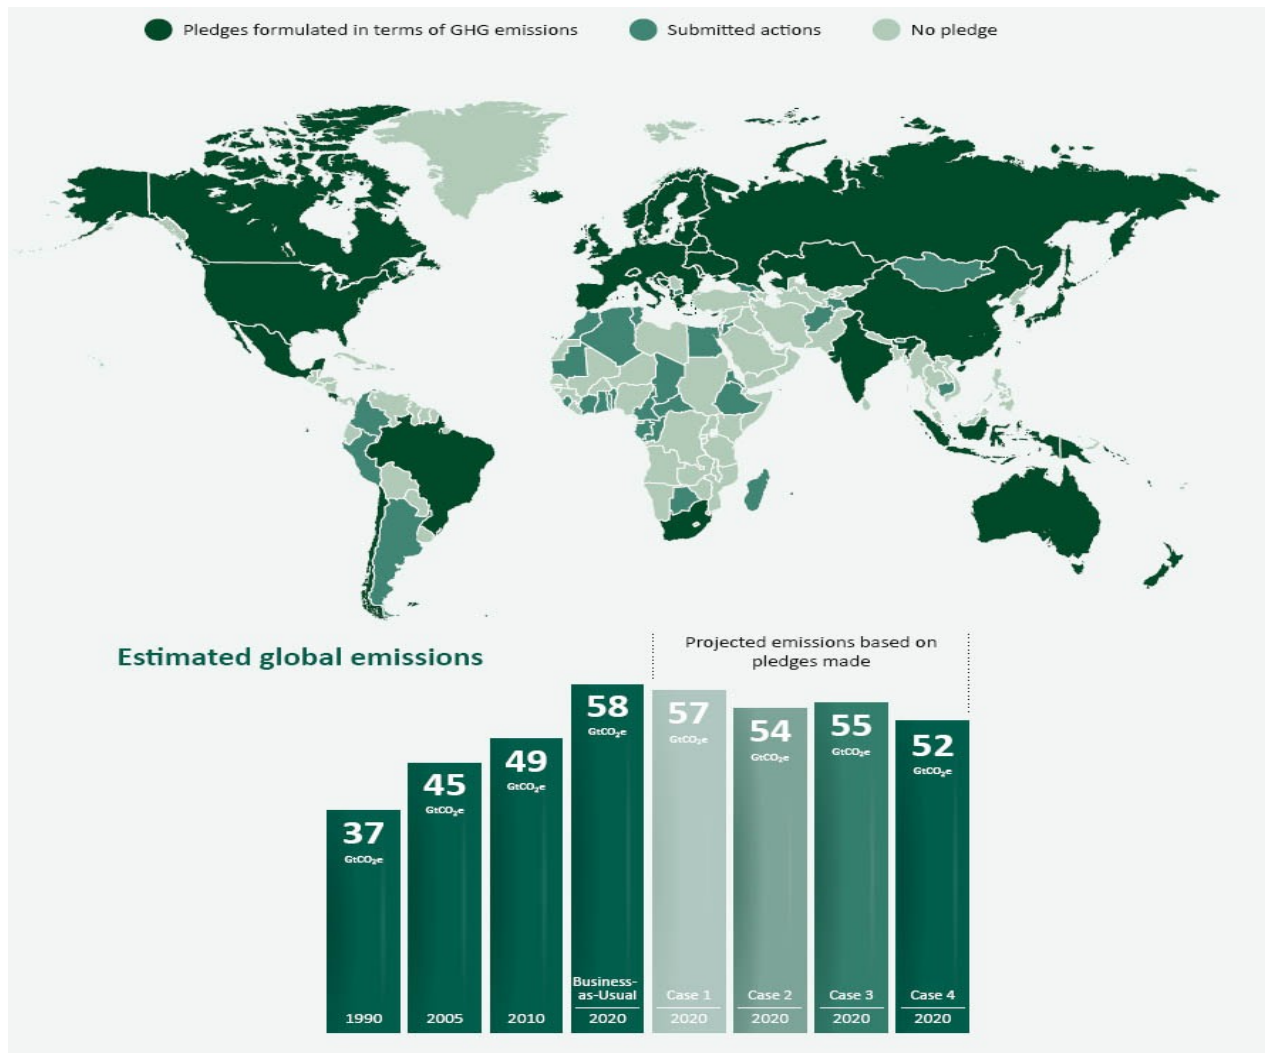 Pledges formulated in terms of GHG emissions
Submitted actions
No pledge
Estimated global emissions
Projected emissions based on
pledges made
37
GtCO₂e
1990
45
GtCO₂e
2005
49
GtCO₂e
2010
58
GtCO₂e
Business-
as-Usual
2020
57
GtCO₂e
Case 1
2020
54
GtCO₂e
Case 2
2020
55
GtCO₂e
Case 3
2020
52
GtCO₂e
Case 4
2020